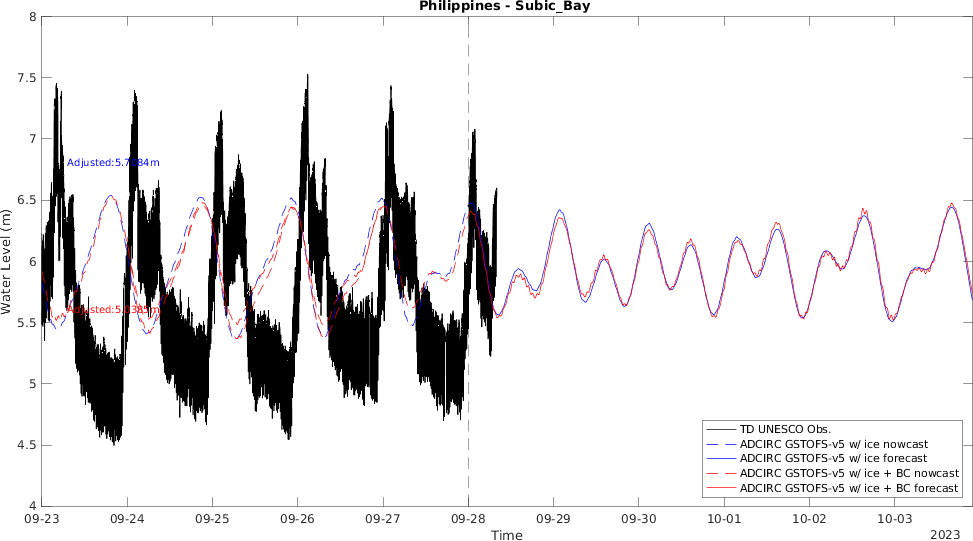 Philippines - Subic_Bay
8
7.5
7
6.5
6
5.5
5
4.5
4
Water Level (m)
09-23
09-24
09-25
09-26
09-27
09-28
09-29
09-30
10-01
10-02
10-03
Time
2023
TD UNESCO Obs.
ADCIRC GSTOFS-v5 w/ ice nowcast
ADCIRC GSTOFS-v5 w/ ice forecast
ADCIRC GSTOFS-v5 w/ ice + BC nowcast
ADCIRC GSTOFS-v5 w/ ice + BC forecast